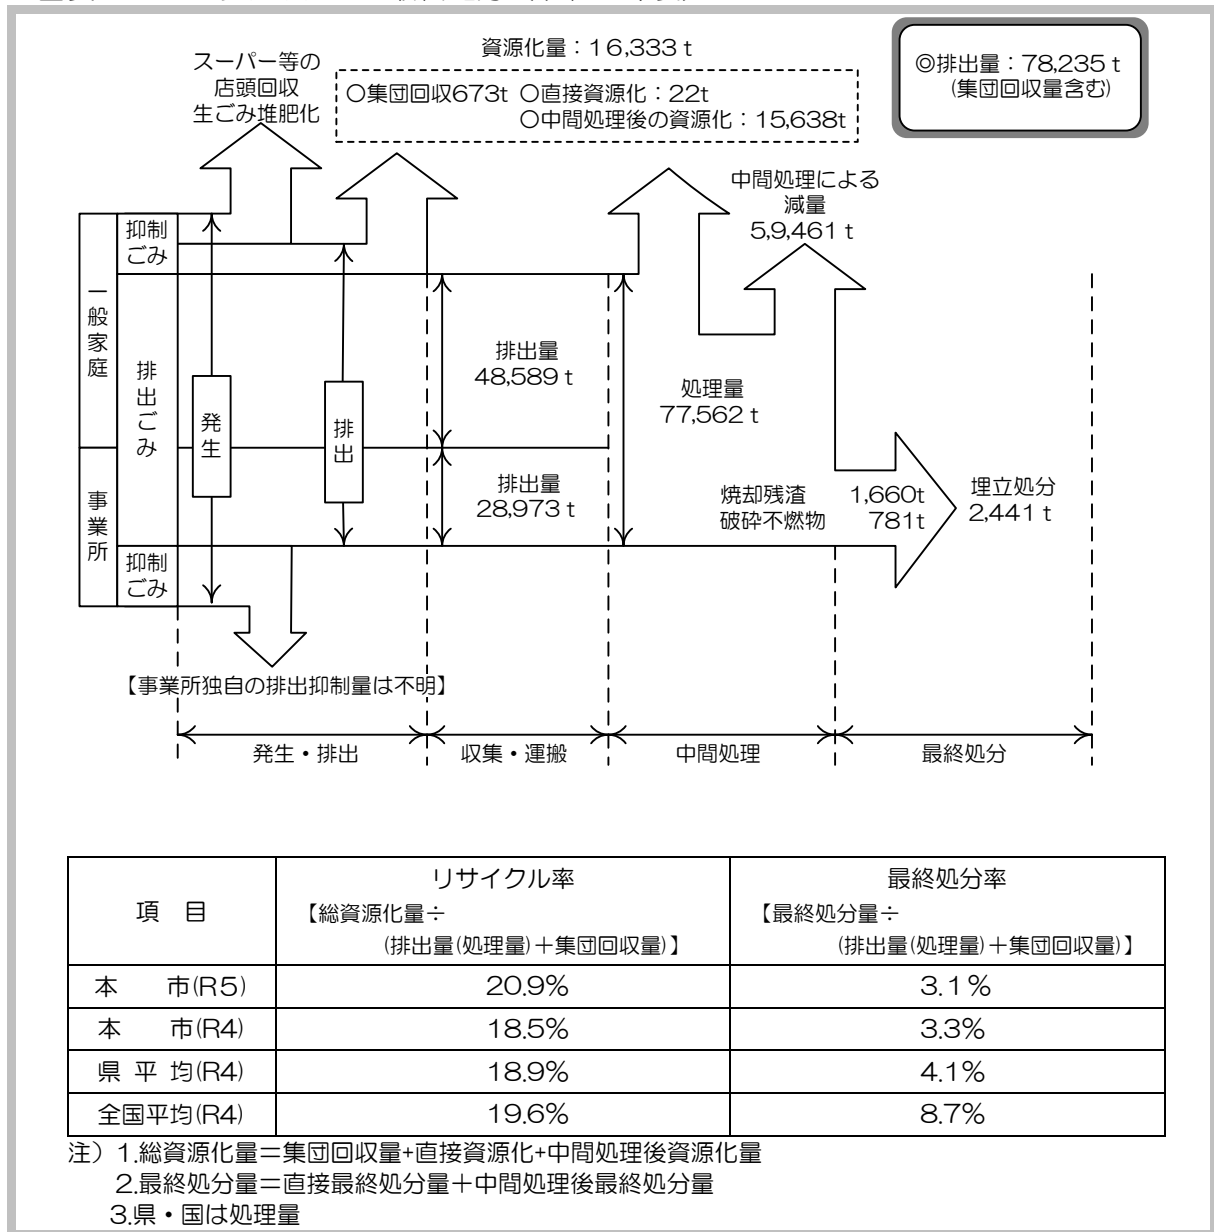 資源化量：16,333 t
スーパー等の
店頭回収
生ごみ堆肥化
○集団回収673t ○直接資源化：22t
○中間処理後の資源化：15,638t
◎排出量：78,235 t
(集団回収量含む)
中間処理による
減量
5,9,461 t
抑制
ごみ
一般家庭
排出ごみ
発生
排出
排出量
48,589 t
処理量
77,562 t
事業所
排出量
28,973 t
焼却残渣 1,660t
破砕不燃物 781t
埋立処分
2,441 t
抑制
ごみ
【事業所独自の排出抑制量は不明】
発生・排出 収集・運搬 中間処理 最終処分
項 目 リサイクル率 最終処分率
【総資源化量÷ 【最終処分量÷
(排出量(処理量)＋集団回収量)】 (排出量(処理量)＋集団回収量)】
本 市(R5) 20.9% 3.1%
本 市(R4) 18.5% 3.3%
県 平 均(R4) 18.9% 4.1%
全国平均(R4) 19.6% 8.7%
注）1.総資源化量＝集団回収量+直接資源化+中間処理後資源化量
2.最終処分量＝直接最終処分量＋中間処理後最終処分量
3.県・国は処理量